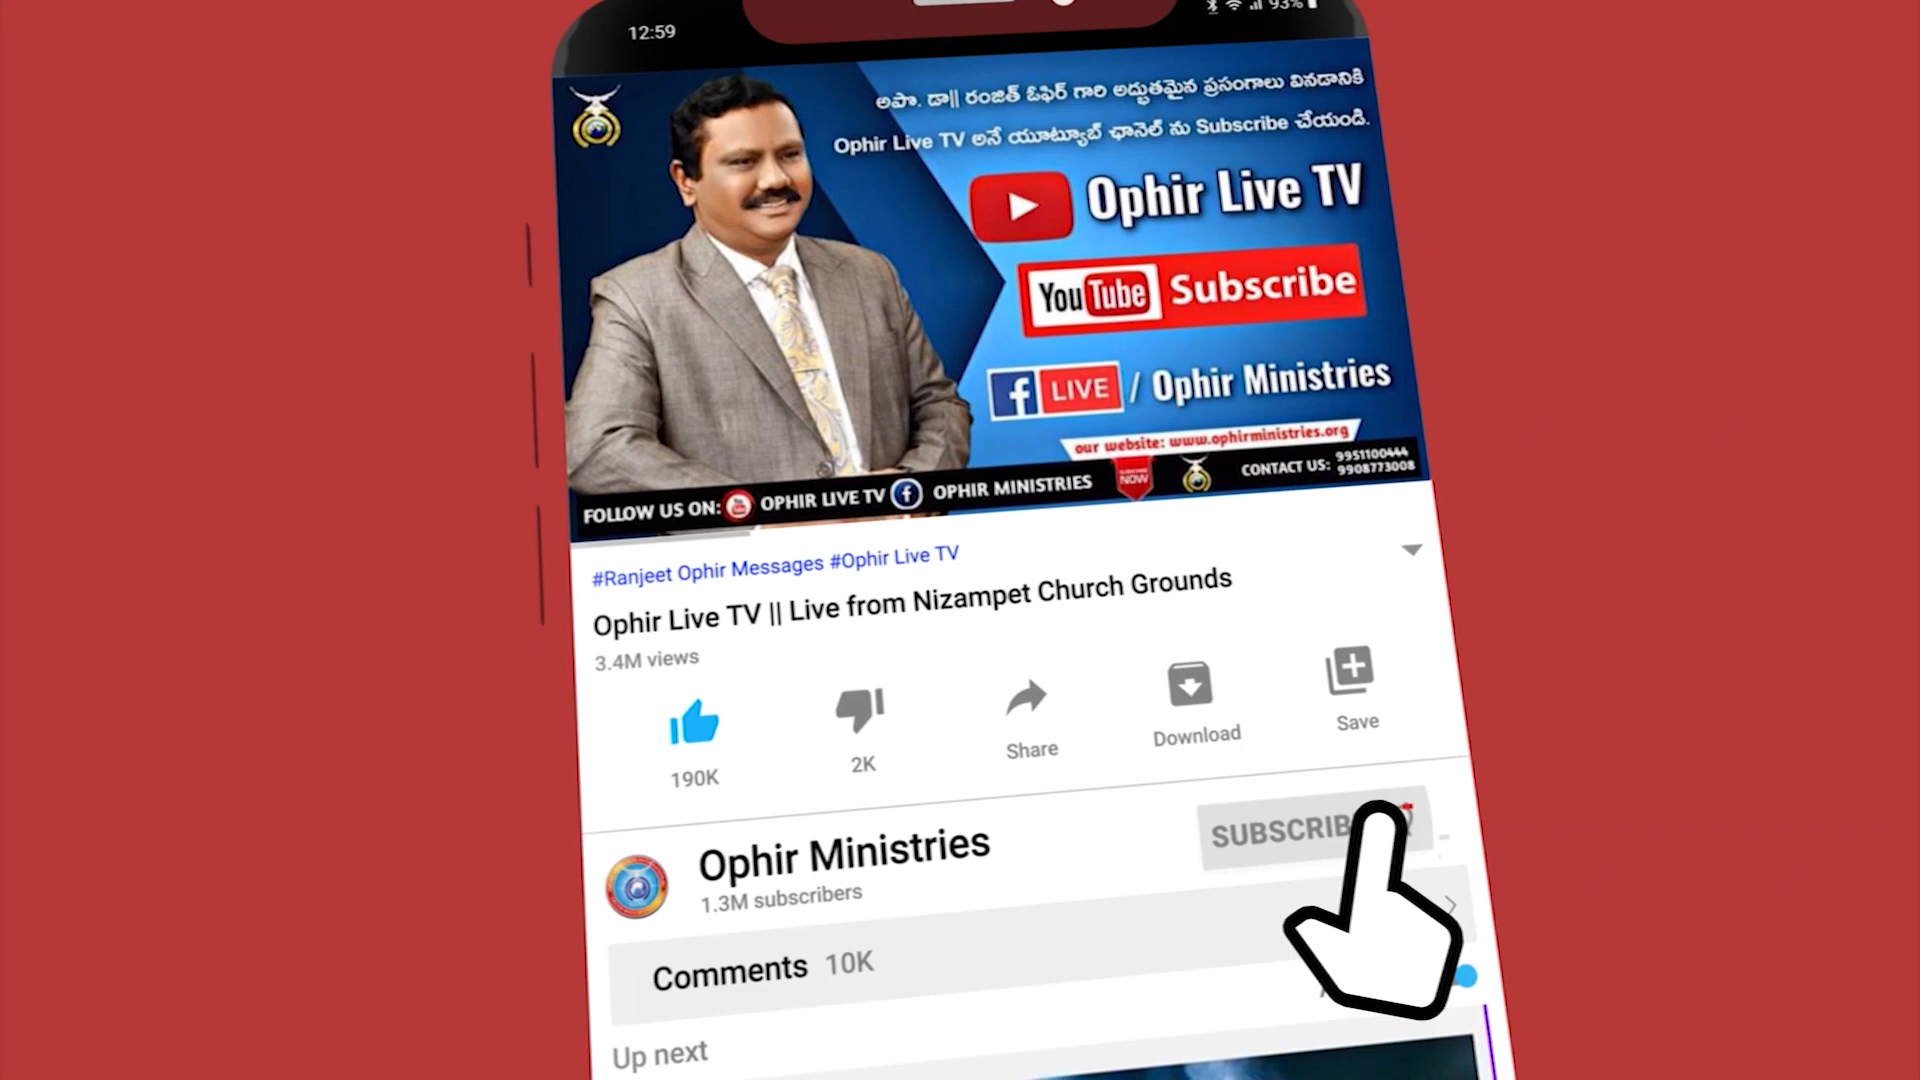 12:59
93%
అపొ. డా|| రంజిత్ ఓఫిర్ గారి అద్భుతమైన ప్రసంగాలు వినడానికి
Ophir Live TV అనే యూట్యూబ్ ఛానెల్ ను Subscribe చేయండి.
Ophir Live TV
YouTube Subscribe
f LIVE / Ophir Ministries
our website: www.ophirministries.org
FOLLOW US ON: OPHIR LIVE TV f OPHIR MINISTRIES
SUBSCRIBE NOW
CONTACT US: 9951100444
9908773008
#Ranjeet Ophir Messages #Ophir Live TV
Ophir Live TV || Live from Nizampet Church Grounds
3.4M views
190K
2K
Share
Download
Save
Ophir Ministries
1.3M subscribers
SUBSCRIB
Comments 10K
Up next